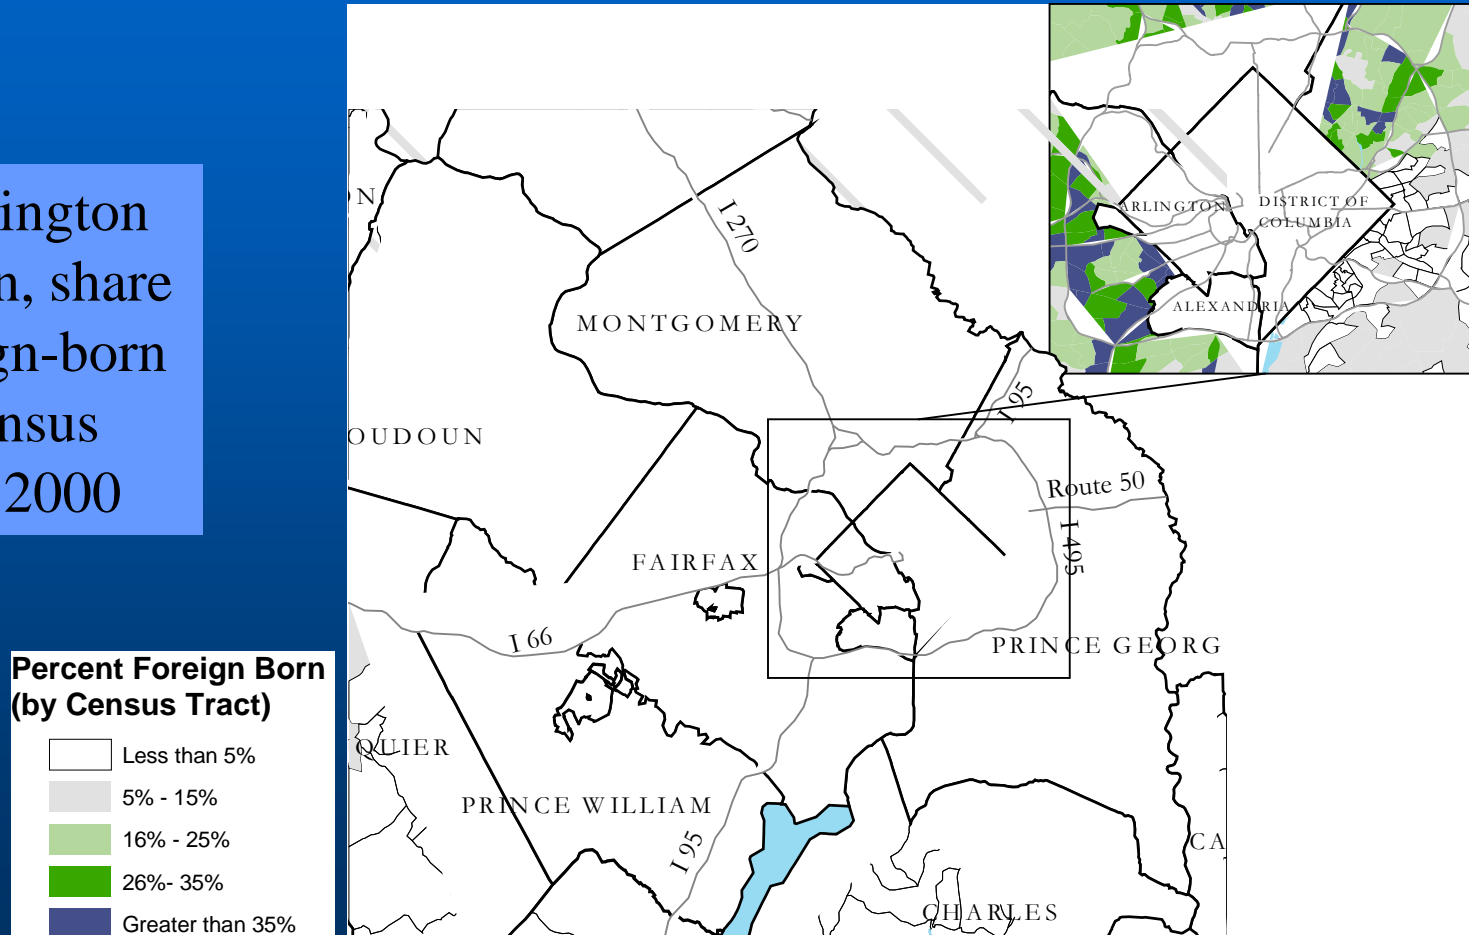 ington
n, share
gn-born
nsus
2000
Percent Foreign Born
(by Census Tract)
Less than 5%
5% - 15%
16% - 25%
26%- 35%
Greater than 35%
ON
I 270
MONTGOMERY
I 95
OUDOUN
Route 50
I 495
FAIRFAX
I 66
PRINCE GEORG
QUIER
PRINCE WILLIAM
I 95
CA
CHARLES
ARLINGTON
DISTRICT OF
COLUMBIA
ALEXANDRIA